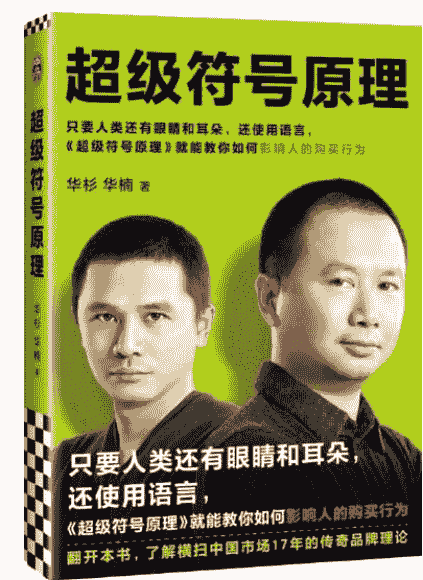 超级符号原理
只要人类还有眼睛和耳朵，还使用语言，
《超级符号原理》就能教你如何影响人的购买行为
华杉 华楠 著
超级符号原理
华杉 华楠 著
只要人类还有眼睛和耳朵，
还使用语言，
《超级符号原理》就能教你如何影响人的购买行为
翻开本书，了解横扫中国市场17年的传奇品牌理论